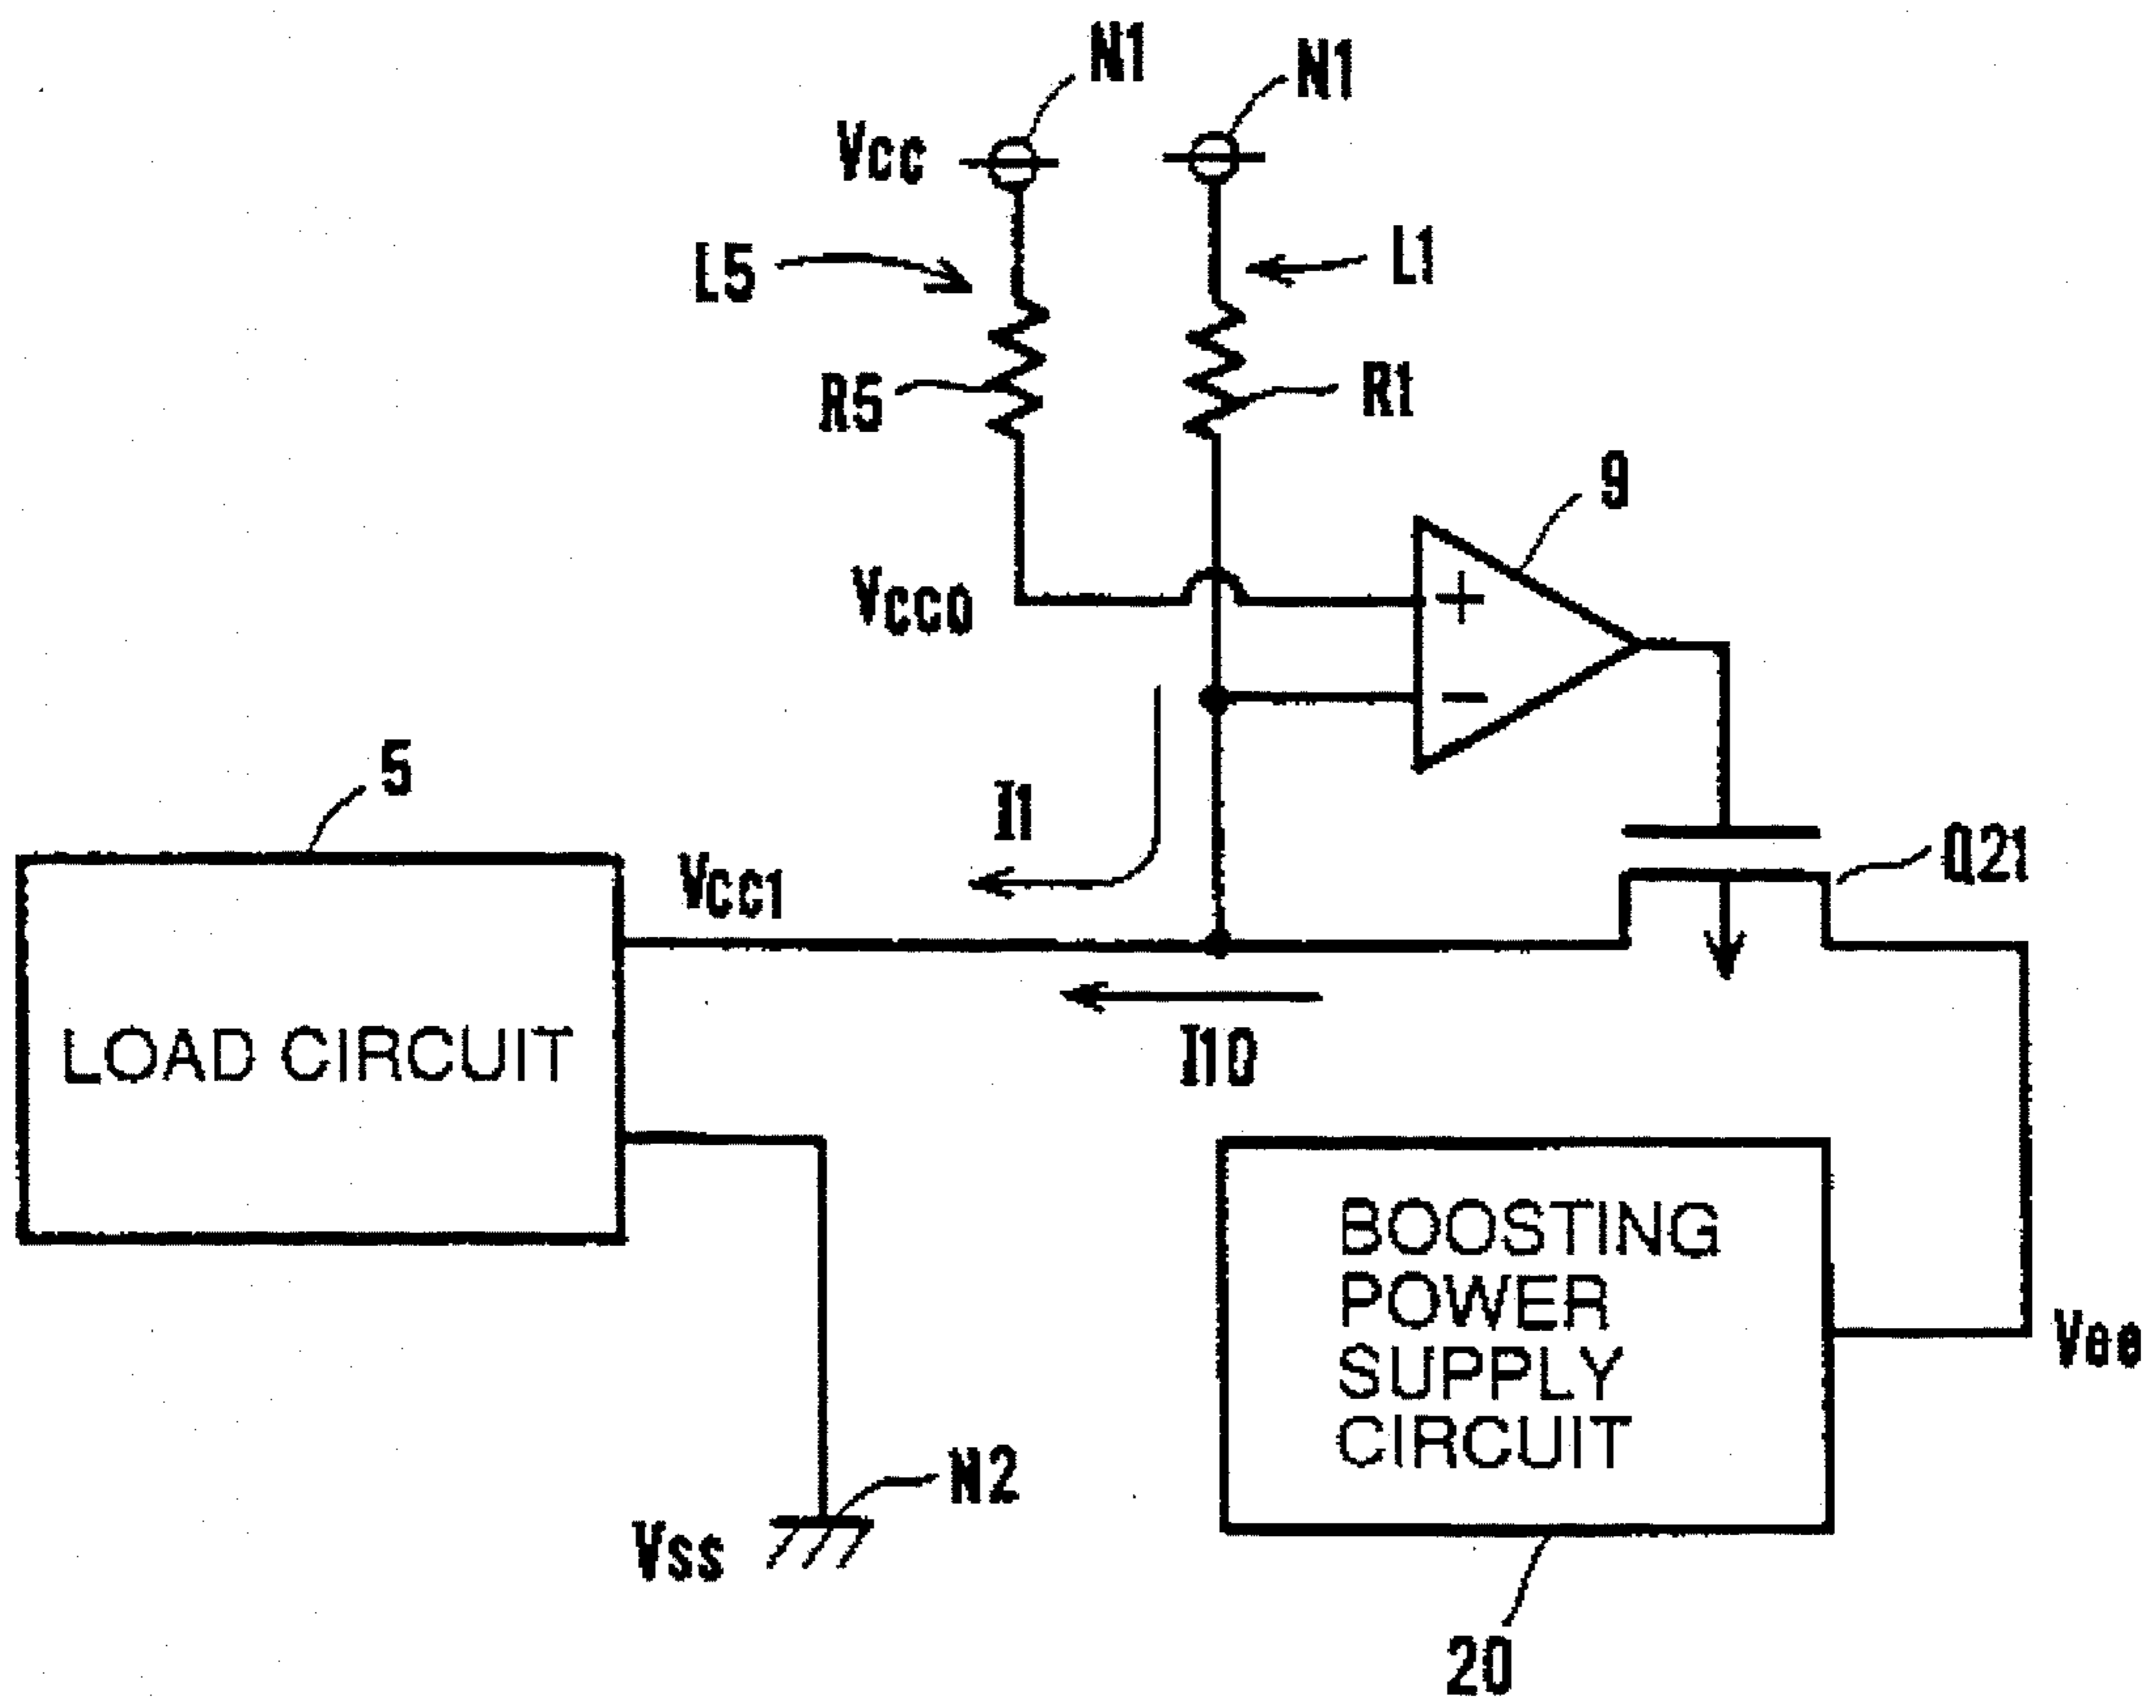 N1
N1
Vcc
L5
L1
R5
R1
9
VCC0
+
−
5
I1
Q21
VCC1
LOAD CIRCUIT
I10
BOOSTING
POWER
SUPPLY
CIRCUIT
Vee
N2
Vss
20